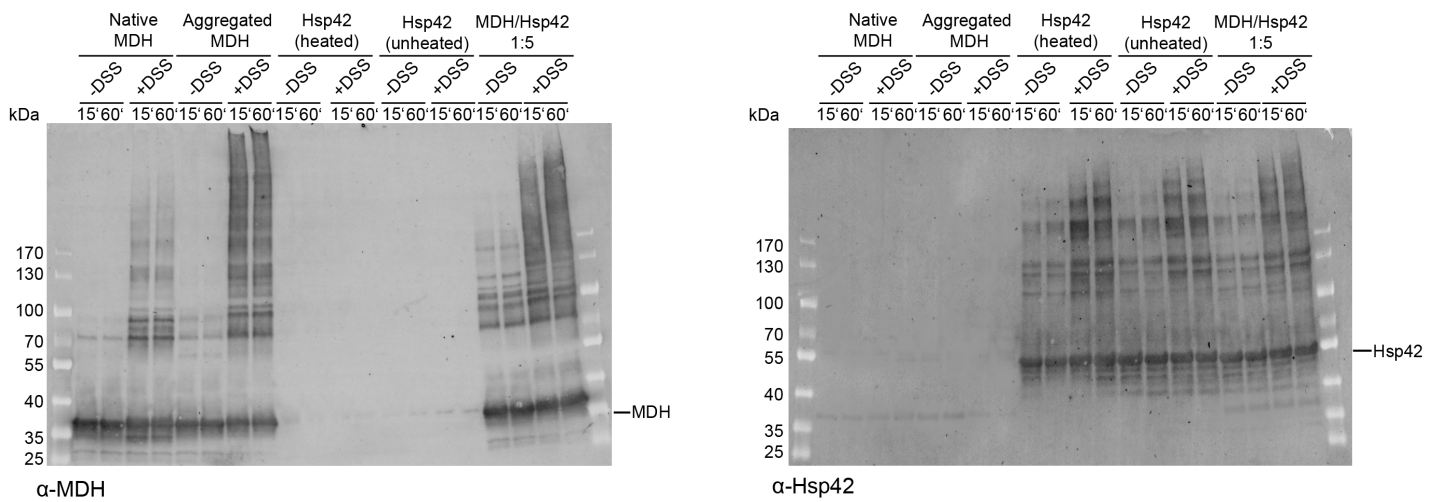 Native MDH
Aggregated MDH
Hsp42 (heated)
Hsp42 (unheated)
MDH/Hsp42 1:5
-DSS +DSS -DSS +DSS -DSS +DSS -DSS +DSS -DSS +DSS
kDa 15‘60‘ 15‘60‘ 15‘60‘ 15‘60‘ 15‘60‘ 15‘60‘ 15‘60‘ 15‘60‘ 15‘60‘ 15‘60‘
170
130
100
70
55
40
35
25
MDH
α-MDH
Native MDH
Aggregated MDH
Hsp42 (heated)
Hsp42 (unheated)
MDH/Hsp42 1:5
-DSS +DSS -DSS +DSS -DSS +DSS -DSS +DSS -DSS +DSS
kDa 15‘60‘ 15‘60‘ 15‘60‘ 15‘60‘ 15‘60‘ 15‘60‘ 15‘60‘ 15‘60‘ 15‘60‘ 15‘60‘
170
130
100
70
55
40
35
25
Hsp42
α-Hsp42